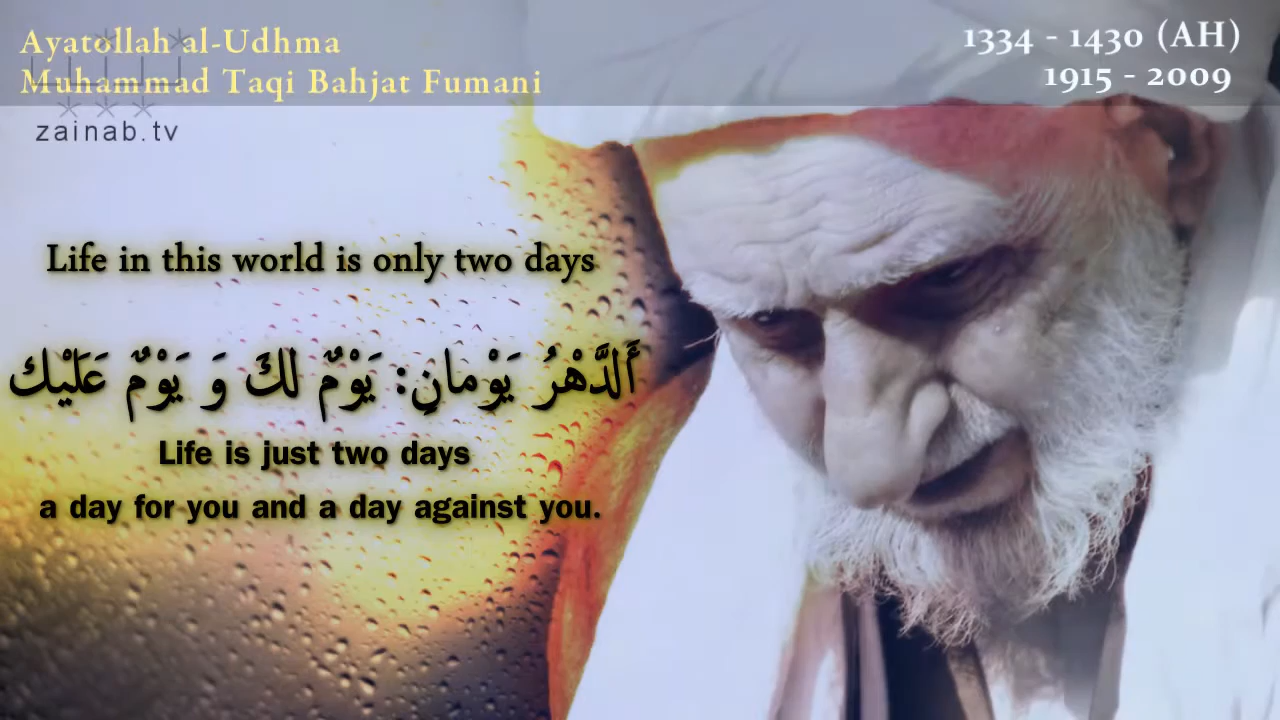 Ayatollah al-Udhma
Muhammad Taqi Bahjat Fumani
1334 - 1430 (AH)
1915 - 2009
zainab.tv
Life in this world is only two days
أَلدَّهْرُ يَوْمانِ: يَوْمٌ لَكَ وَ يَوْمٌ عَلَيْك
Life is just two days
a day for you and a day against you.